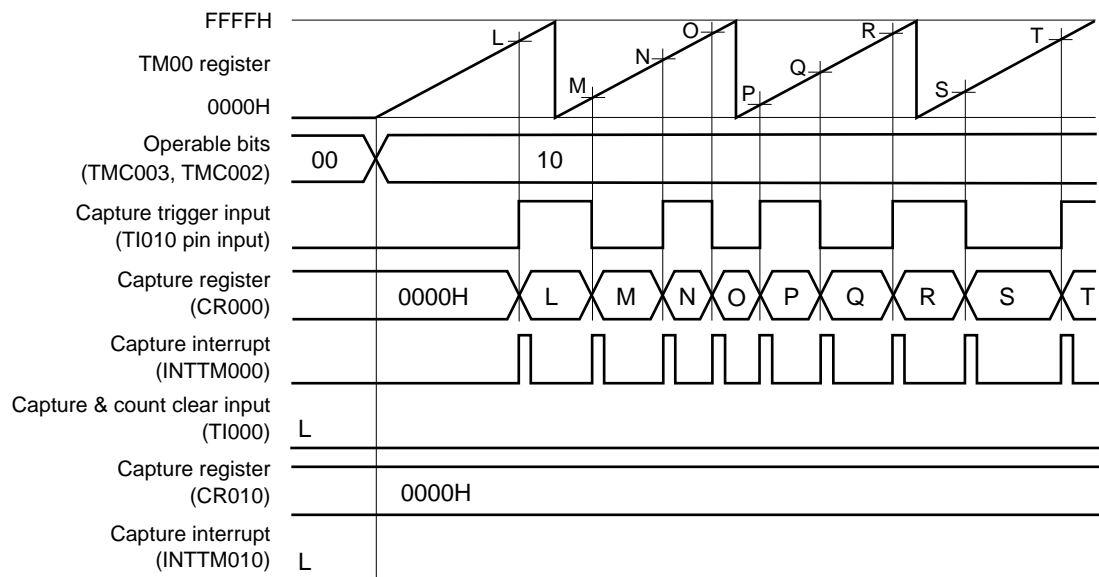 FFFFH
TM00 register
0000H
L
M
N
O
P
Q
R
S
T
Operable bits
(TMC003, TMC002)
00
10
Capture trigger input
(TI010 pin input)
Capture register
(CR000)
0000H
L
M
N
O
P
Q
R
S
T
Capture interrupt
(INTTM000)
Capture & count clear input
(TI000)
L
Capture register
(CR010)
0000H
Capture interrupt
(INTTM010)
L